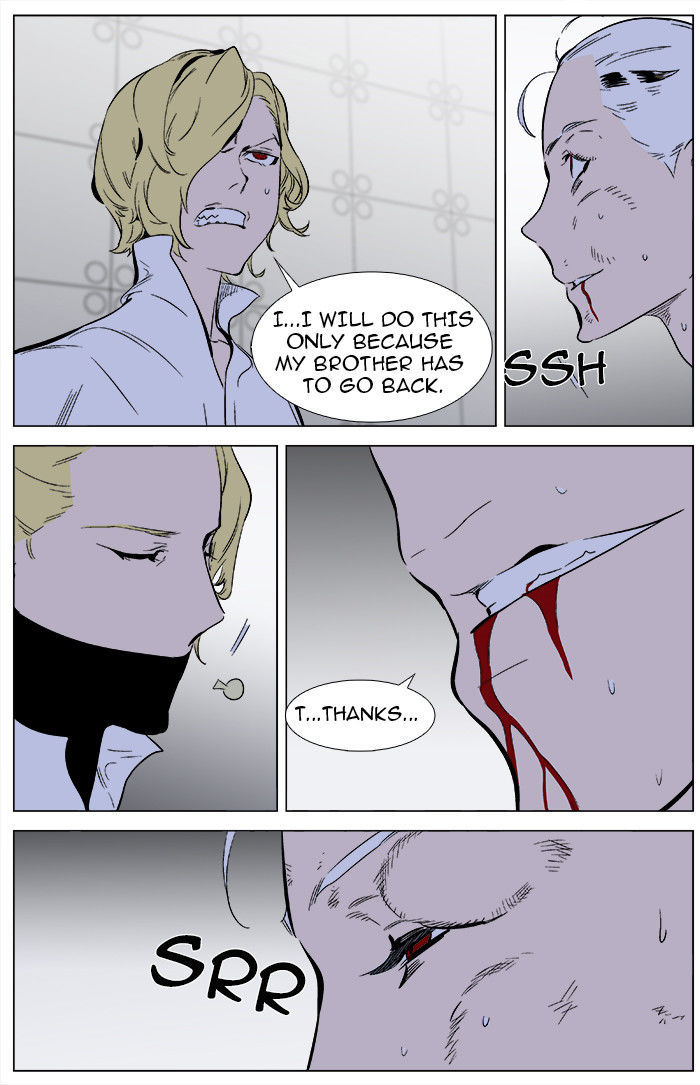 I...I WILL DO THIS
ONLY BECAUSE
MY BROTHER HAS
TO GO BACK.
SSH
T...THANKS...
SRR